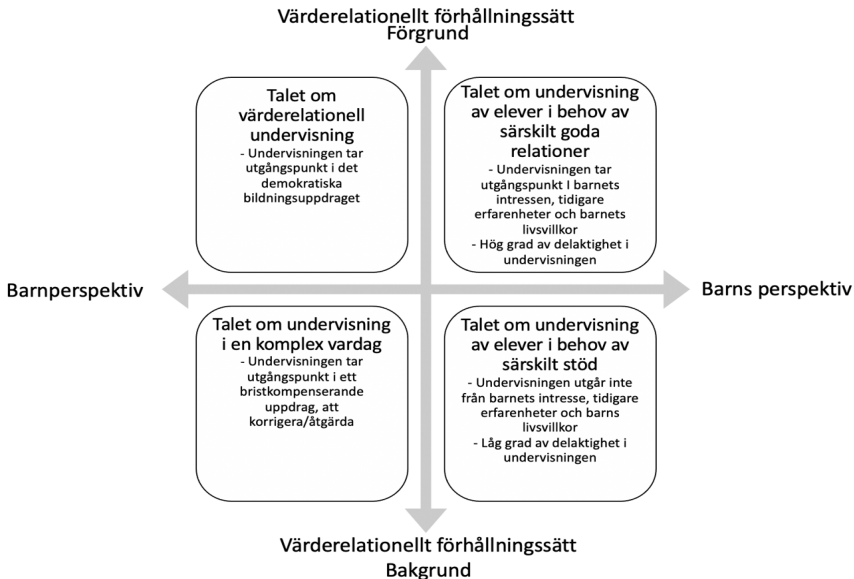 Värderelationellt förhållningssätt
Förgrund
Talet om
värderelationell
undervisning
- Undervisningen tar
utgångspunkt i det
demokratiska
bildningsuppdraget
Talet om undervisning
av elever i behov av
särskilt goda
relationer
- Undervisningen tar
utgångspunkt I barnets
intressen, tidigare
erfarenheter och barnets
livsvillkor
- Hög grad av delaktighet i
undervisningen
Barnperspektiv
Barns perspektiv
Talet om undervisning
i en komplex vardag
- Undervisningen tar
utgångspunkt i ett
bristkompenserande
uppdrag, att
korrigera/åtgärda
Talet om undervisning
av elever i behov av
särskilt stöd
- Undervisningen utgår inte
från barnets intresse, tidigare
erfarenheter och barns
livsvillkor
- Låg grad av delaktighet i
undervisningen
Värderelationellt förhållningssätt
Bakgrund